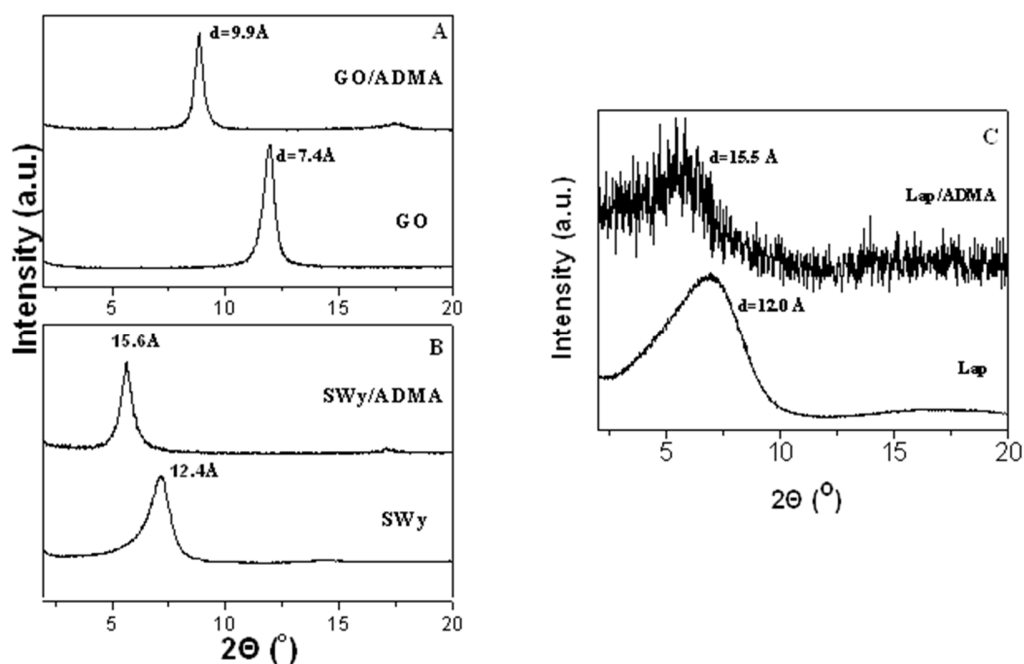 A
d=9.9Å
GO/ADMA
d=7.4Å
GO
5 10 15 20
Intensity (a.u.)
B
15.6Å
SWy/ADMA
12.4Å
SWy
5 10 15 20
2Θ (°)
C
d=15.5 Å
Lap/ADMA
d=12.0 Å
Lap
Intensity (a.u.)
5 10 15 20
2Θ (°)